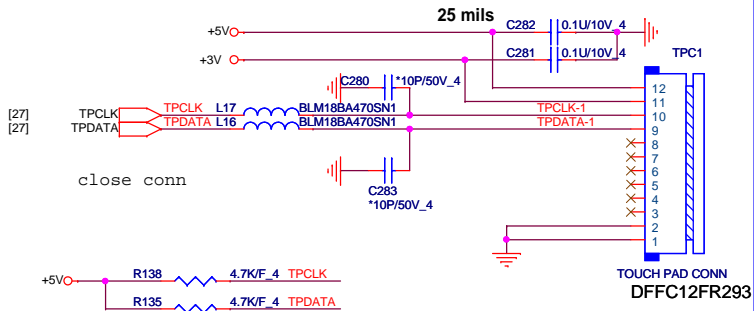 25 mils
+5V
C282 0.1U/10V_4
+3V
C281 0.1U/10V_4
TPC1
C280 *10P/50V_4
12
11
[27] TPCLK TPCLK L17 BLM18BA470SN1 TPCLK-1 10
[27] TPDATA TPDATA L16 BLM18BA470SN1 TPDATA-1 9
8
7
6
5
4
3
2
1
close conn
C283
*10P/50V_4
TOUCH PAD CONN
DFFC12FR293
+5V R138 4.7K/F_4 TPCLK
R135 4.7K/F_4 TPDATA